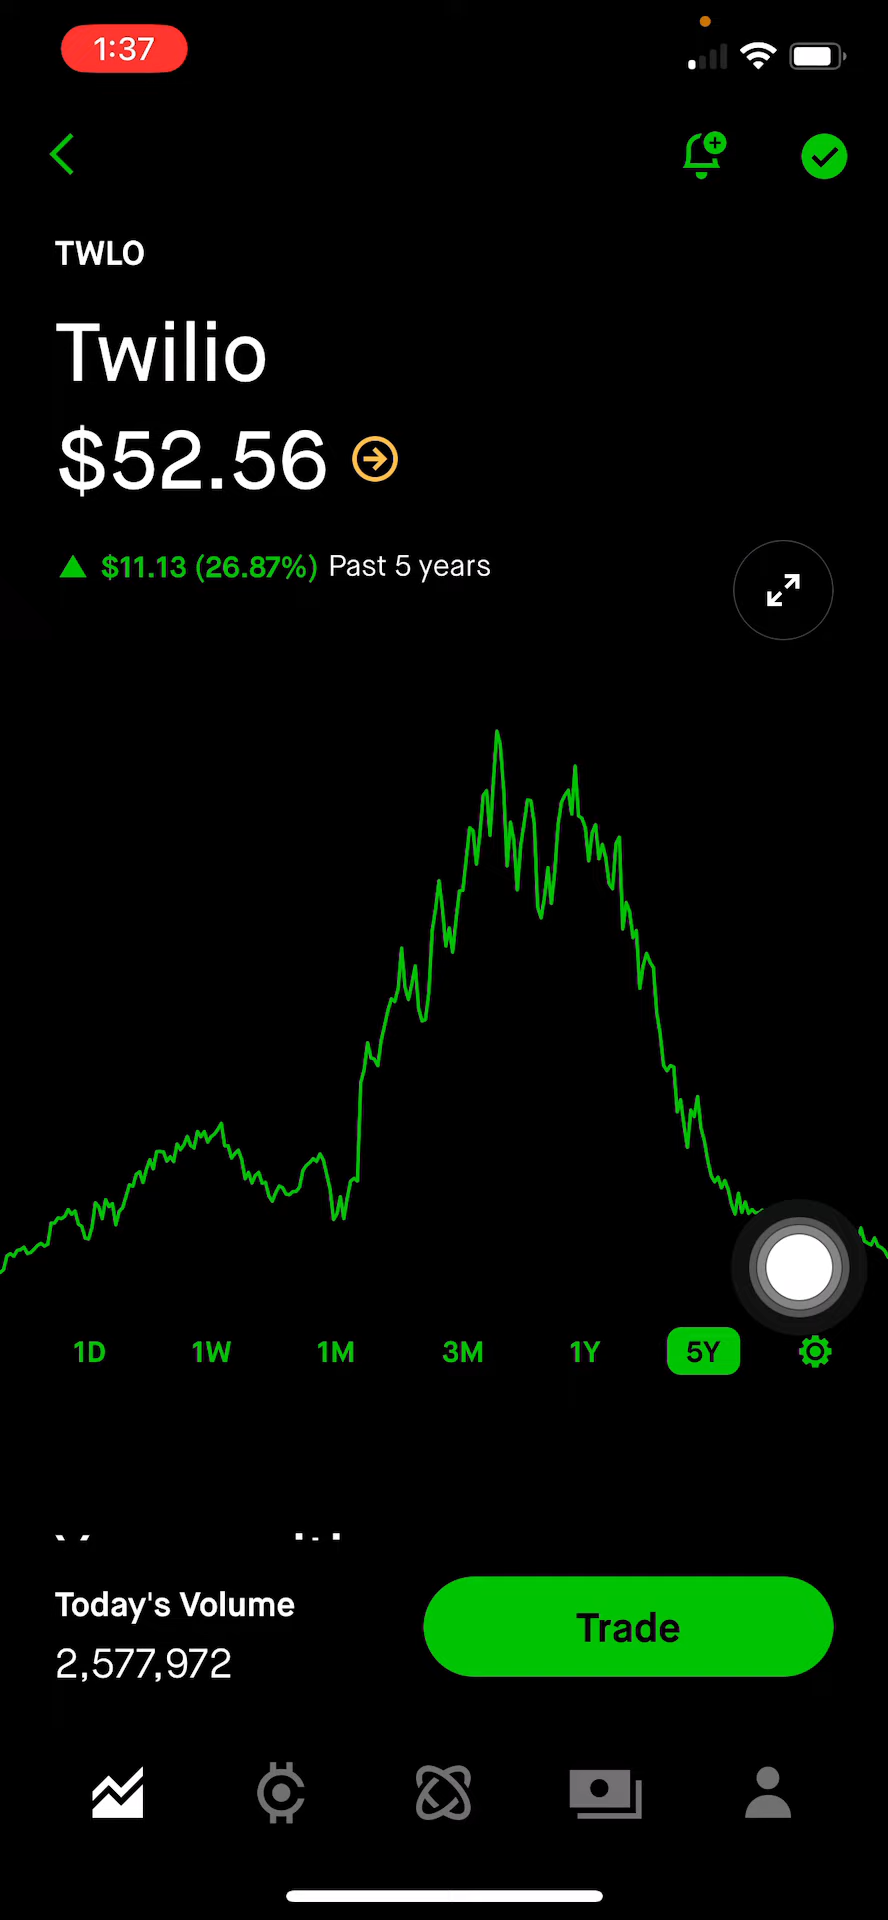 1:37
TWLO
Twilio
$52.56
$11.13 (26.87%) Past 5 years
1D 1W 1M 3M 1Y 5Y
Today's Volume
2,577,972
Trade